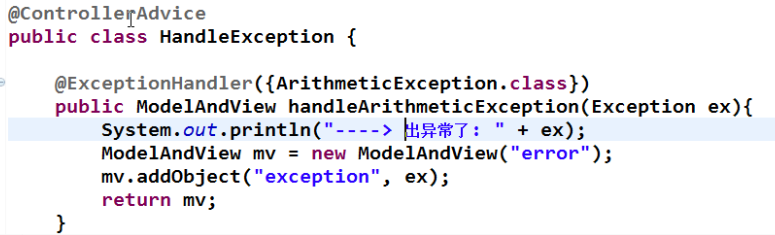 @ControllerAdvice
public class HandleException {
@ExceptionHandler({ArithmeticException.class})
public ModelAndView handleArithmeticException(Exception ex){
System.out.println("----> 出异常了: " + ex);
ModelAndView mv = new ModelAndView("error");
mv.addObject("exception", ex);
return mv;
}